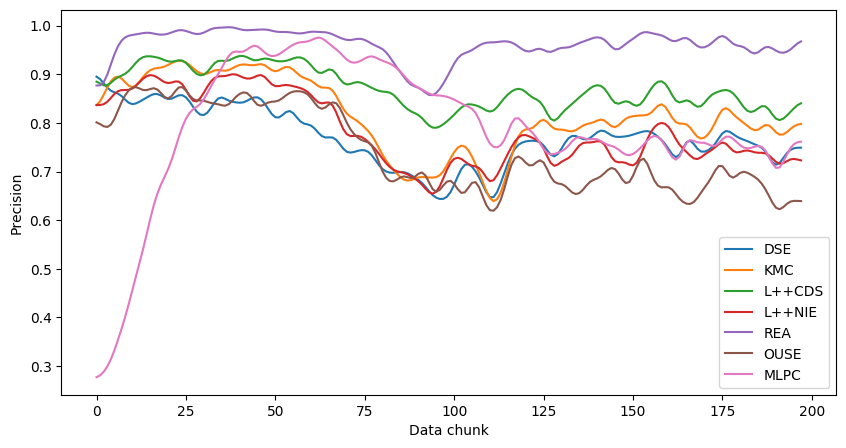 1.0
0.9
0.8
0.7
0.6
0.5
0.4
0.3
Precision
0
25
50
75
100
125
150
175
200
Data chunk
DSE
KMC
L++CDS
L++NIE
REA
OUSE
MLPC